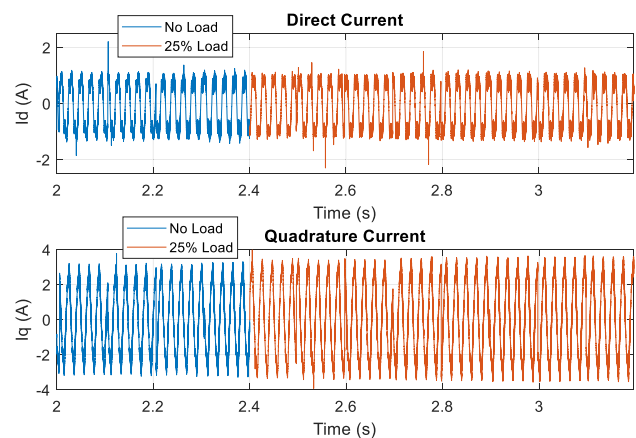 Direct Current
No Load
25% Load
Id (A)
2
0
-2
2
2.2
2.4
2.6
2.8
3
Time (s)
Quadrature Current
No Load
25% Load
Iq (A)
4
2
0
-2
-4
2
2.2
2.4
2.6
2.8
3
Time (s)